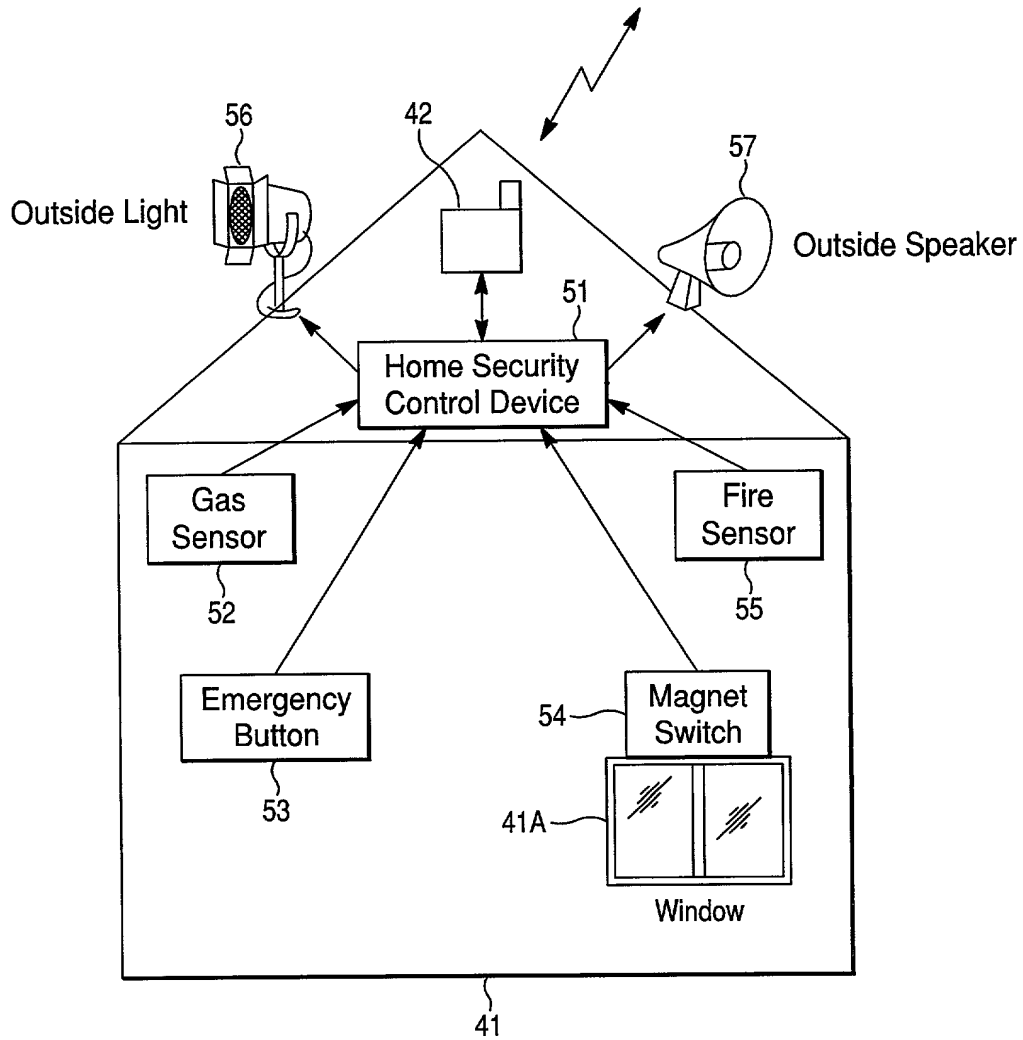 56
42
57
Outside Light
Outside Speaker
51
Home Security
Control Device
Gas
Sensor
Fire
Sensor
52
55
Emergency
Button
54
Magnet
Switch
53
41A
Window
41